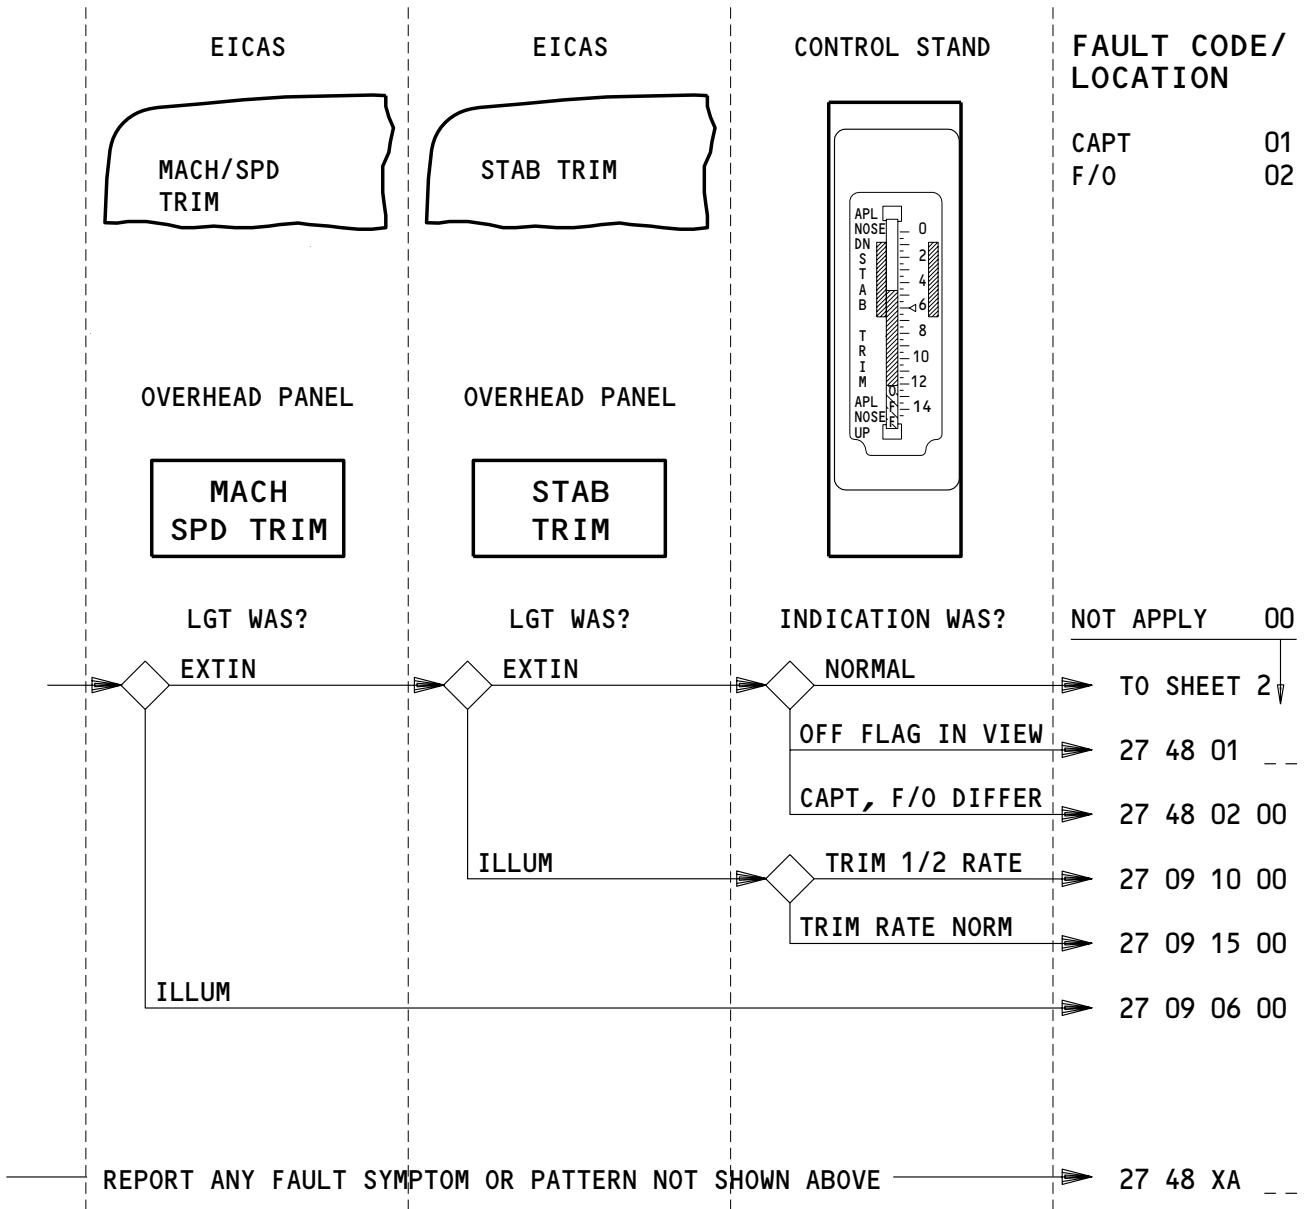 EICAS
EICAS
CONTROL STAND
FAULT CODE/
LOCATION
MACH/SPD
TRIM
STAB TRIM
CAPT 01
F/O 02
APL
NOSE
DN
S
T
A
B
T
R
I
M
APL
NOSE
UP
0
2
4
6
8
10
12
14
O
F
F
OVERHEAD PANEL
OVERHEAD PANEL
MACH
SPD TRIM
STAB
TRIM
LGT WAS?
LGT WAS?
INDICATION WAS?
NOT APPLY 00
EXTIN
EXTIN
NORMAL
TO SHEET 2
OFF FLAG IN VIEW
27 48 01 _ _
CAPT, F/O DIFFER
27 48 02 00
ILLUM
TRIM 1/2 RATE
27 09 10 00
TRIM RATE NORM
27 09 15 00
ILLUM
27 09 06 00
REPORT ANY FAULT SYMPTOM OR PATTERN NOT SHOWN ABOVE
27 48 XA _ _